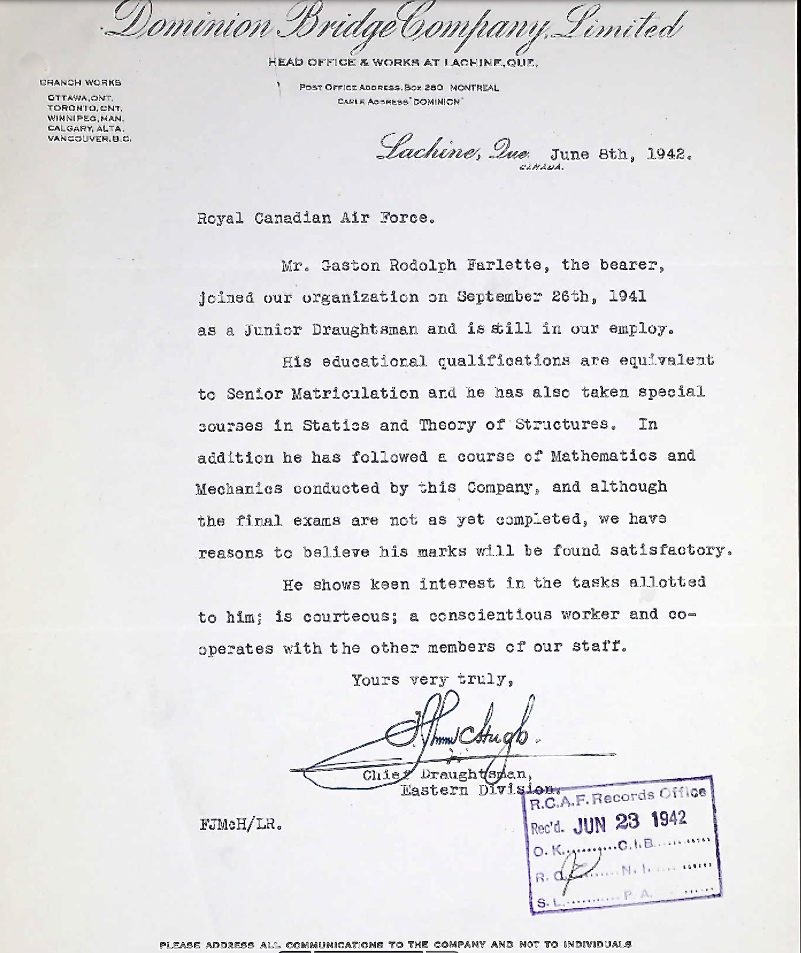 Dominion Bridge Company, Limited
HEAD OFFICE & WORKS AT LACHINE, QUE.
POST OFFICE ADDRESS, BOX 280 MONTREAL
CABLE ADDRESS "DOMINION"
BRANCH WORKS
OTTAWA, ONT.
TORONTO, ONT.
WINNIPEG, MAN.
CALGARY, ALTA.
VANCOUVER, B.C.
Lachine, Que. June 8th, 1942.
CANADA.
Royal Canadian Air Force.
Mr. Gaston Rodolph Farlette, the bearer,
joined our organization on September 26th, 1941
as a Junior Draughtsman and is still in our employ.
His educational qualifications are equivalent
to Senior Matriculation and he has also taken special
courses in Statics and Theory of Structures. In
addition he has followed a course of Mathematics and
Mechanics conducted by this Company, and although
the final exams are not as yet completed, we have
reasons to believe his marks will be found satisfactory.
He shows keen interest in the tasks allotted
to him; is courteous; a conscientious worker and co-
operates with the other members of our staff.
Yours very truly,
Chief Draughtsman,
Eastern Division.
FJMcH/LR.
R.C.A.F. Records Office
Rec'd. JUN 23 1942
O. K..........C.I.B...........
R. C..........N. I...........
S. L...........P. A...........
PLEASE ADDRESS ALL COMMUNICATIONS TO THE COMPANY AND NOT TO INDIVIDUALS